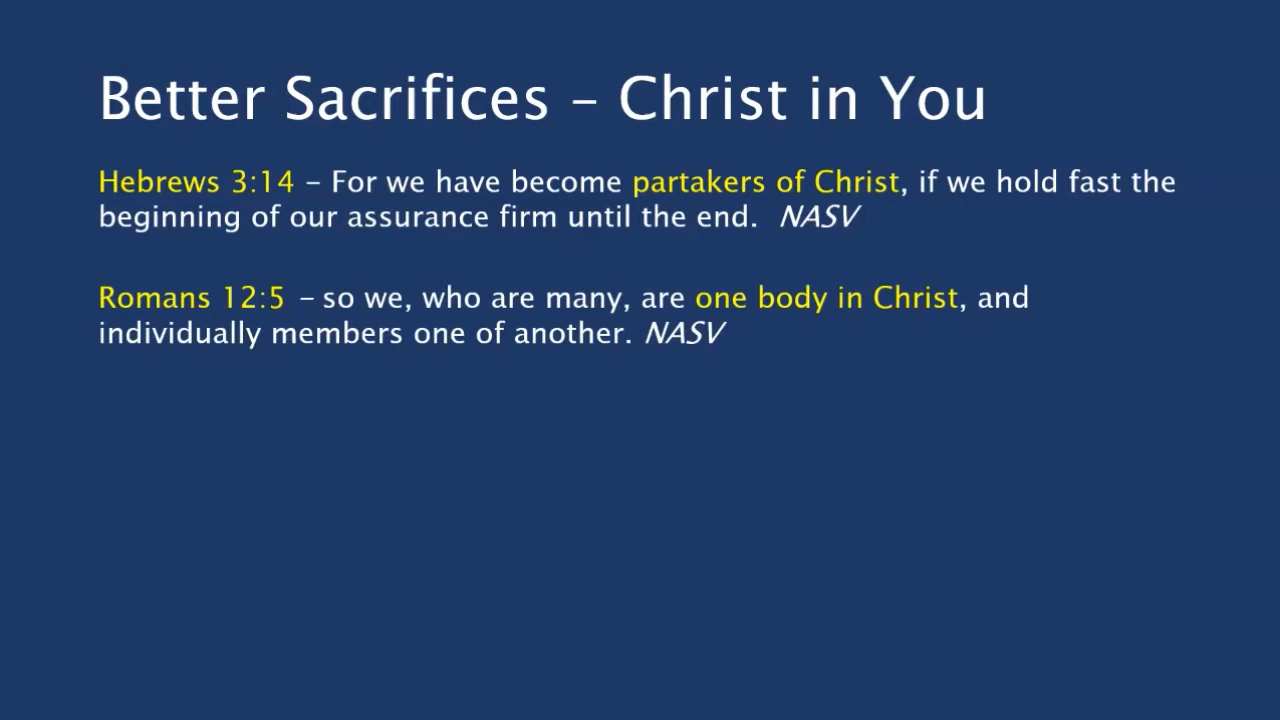 Better Sacrifices – Christ in You
Hebrews 3:14 – For we have become partakers of Christ, if we hold fast the
beginning of our assurance firm until the end.  NASV
Romans 12:5 – so we, who are many, are one body in Christ, and
individually members one of another. NASV